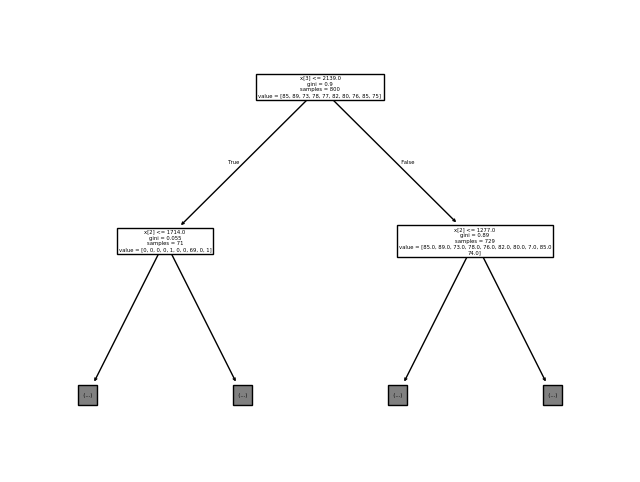 x[3] <= 2139.0
gini = 0.9
samples = 800
value = [85, 89, 73, 78, 77, 82, 80, 76, 85, 75]
True
False
x[2] <= 1714.0
gini = 0.055
samples = 71
value = [0, 0, 0, 0, 1, 0, 0, 69, 0, 1]
x[2] <= 1277.0
gini = 0.89
samples = 729
value = [85.0, 89.0, 73.0, 78.0, 76.0, 82.0, 80.0, 7.0, 85.0
74.0]
(...)
(...)
(...)
(...)